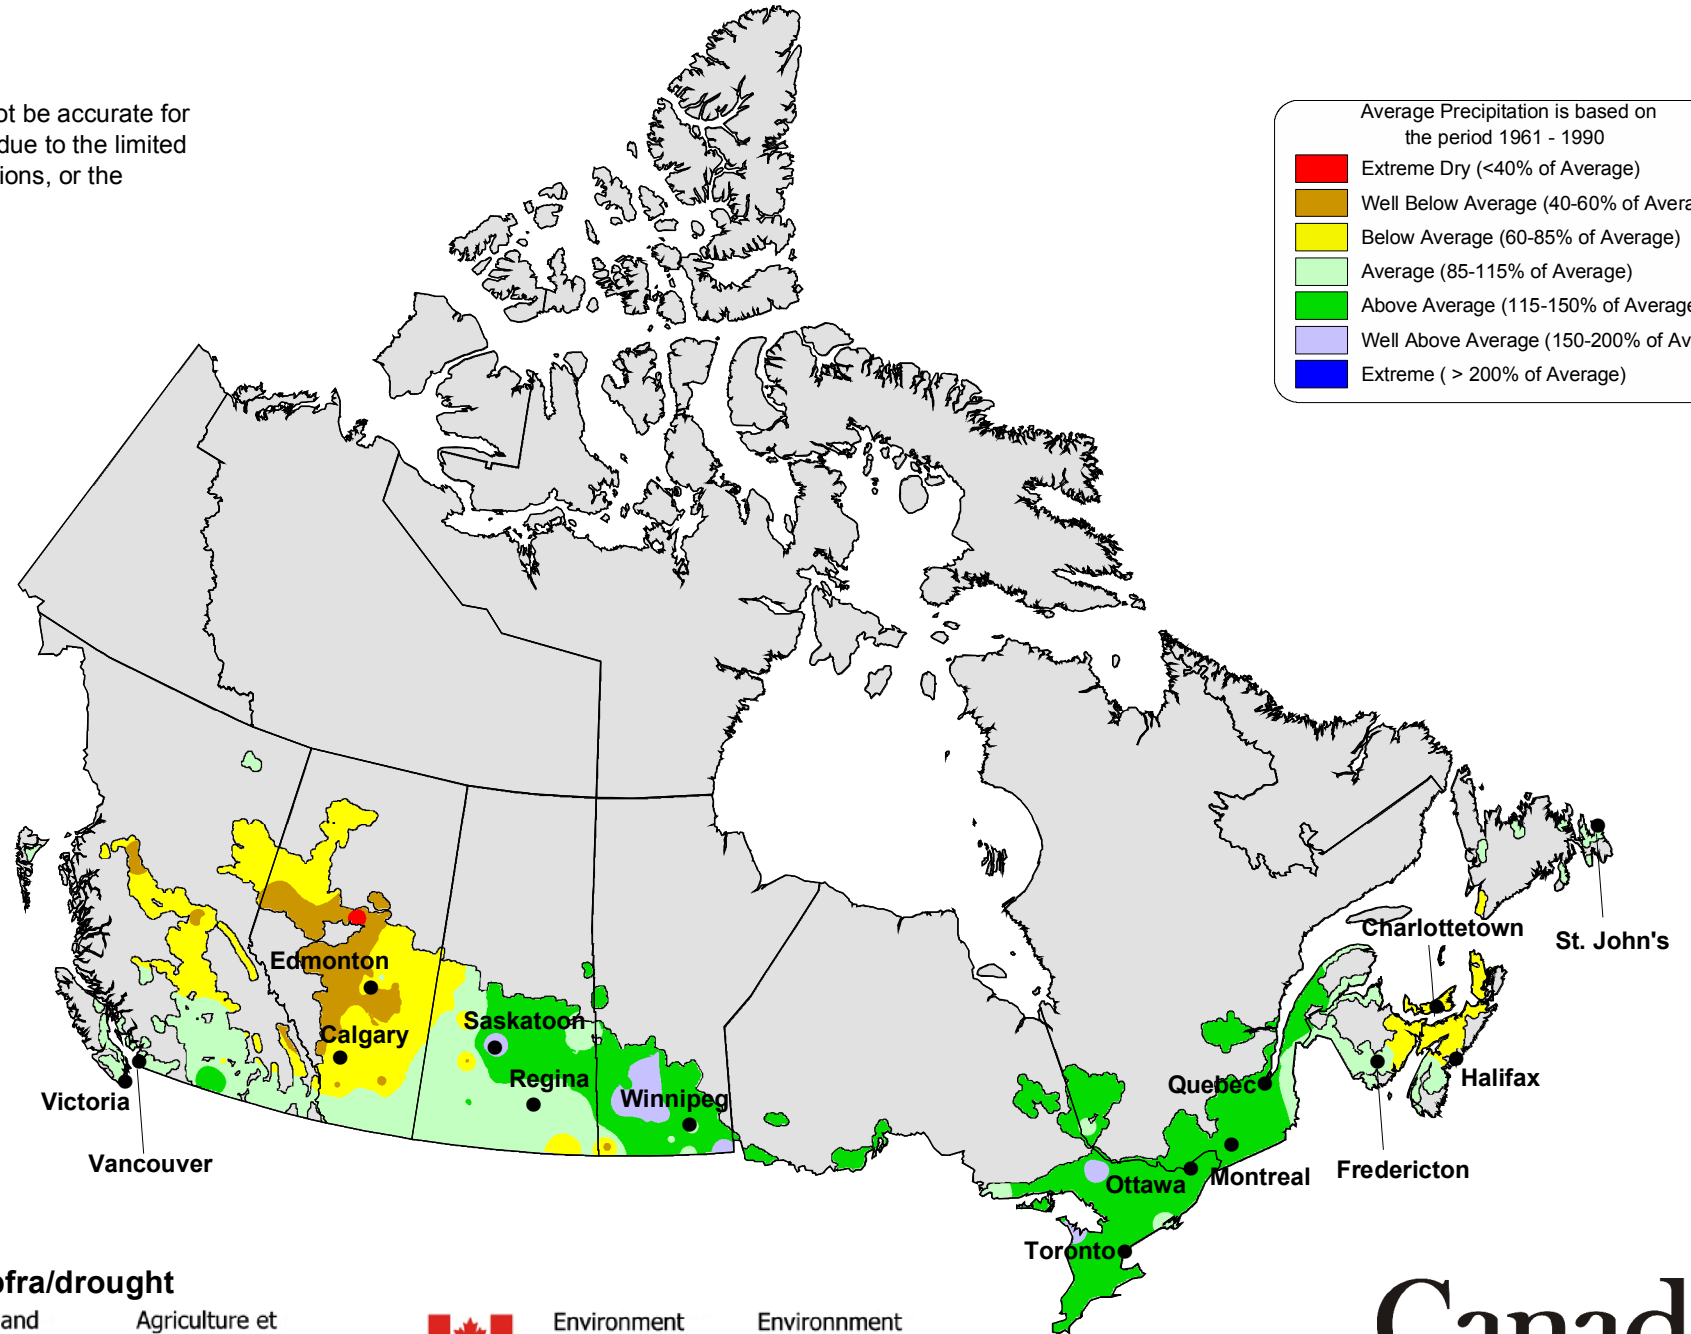 ot be accurate for
due to the limited
tions, or the
Average Precipitation is based on
the period 1961 - 1990
Extreme Dry (<40% of Average)
Well Below Average (40-60% of Avera
Below Average (60-85% of Average)
Average (85-115% of Average)
Above Average (115-150% of Average
Well Above Average (150-200% of Av
Extreme ( > 200% of Average)
Charlottetown
St. John's
Edmonton
Saskatoon
Calgary
Regina
Winnipeg
Quebec
Halifax
Victoria
Vancouver
Ottawa
Montreal
Fredericton
Toronto
ofra/drought
and
Agriculture et
Environment
Environnment
Canad